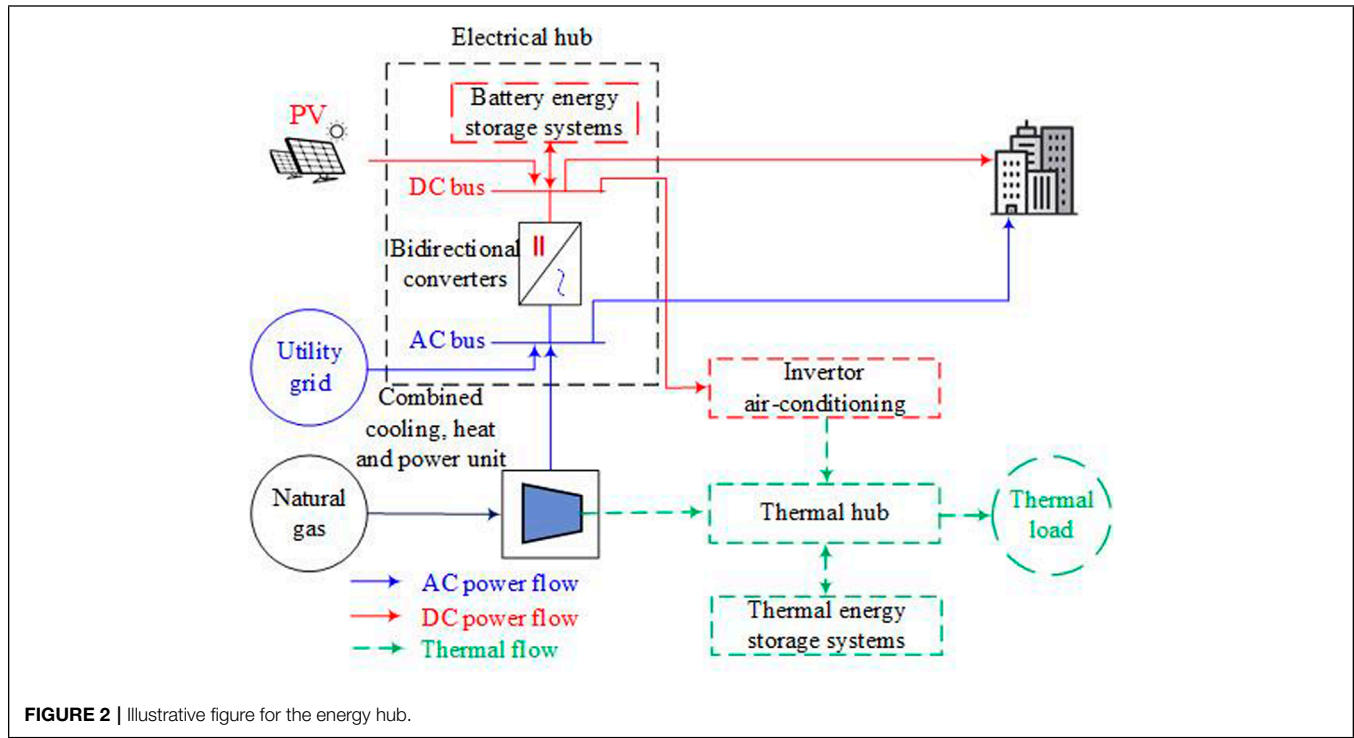 Electrical hub
Battery energy
storage systems
PV
DC bus
Bidirectional
converters
AC bus
Utility
grid
Invertor
air-conditioning
Combined
cooling, heat
and power unit
Natural
gas
Thermal hub
Thermal
load
AC power flow
DC power flow
Thermal flow
Thermal energy
storage systems
FIGURE 2 | Illustrative figure for the energy hub.